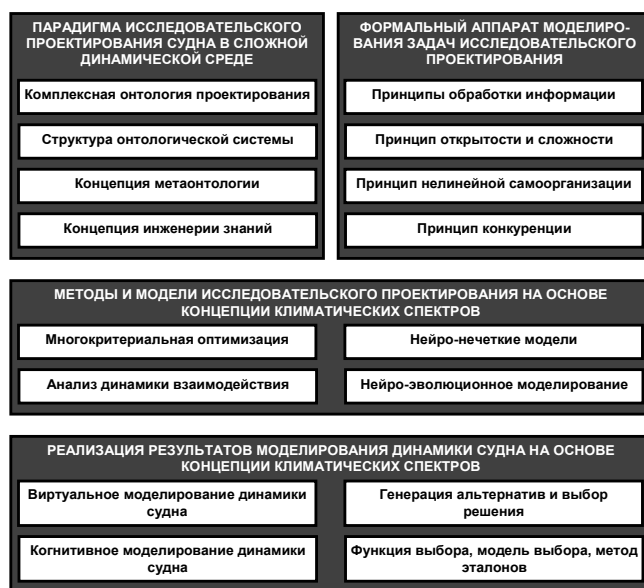 ПАРАДИГМА ИССЛЕДОВАТЕЛЬСКОГО
ПРОЕКТИРОВАНИЯ СУДНА В СЛОЖНОЙ
ДИНАМИЧЕСКОЙ СРЕДЕ
Комплексная онтология проектирования
Структура онтологической системы
Концепция метаонтологии
Концепция инженерии знаний
ФОРМАЛЬНЫЙ АППАРАТ МОДЕЛИРО-
ВАНИЯ ЗАДАЧ ИССЛЕДОВАТЕЛЬСКОГО
ПРОЕКТИРОВАНИЯ
Принципы обработки информации
Принцип открытости и сложности
Принцип нелинейной самоорганизации
Принцип конкуренции
МЕТОДЫ И МОДЕЛИ ИССЛЕДОВАТЕЛЬСКОГО ПРОЕКТИРОВАНИЯ НА ОСНОВЕ
КОНЦЕПЦИИ КЛИМАТИЧЕСКИХ СПЕКТРОВ
Многокритериальная оптимизация
Нейро-нечеткие модели
Анализ динамики взаимодействия
Нейро-эволюционное моделирование
РЕАЛИЗАЦИЯ РЕЗУЛЬТАТОВ МОДЕЛИРОВАНИЯ ДИНАМИКИ СУДНА НА ОСНОВЕ
КОНЦЕПЦИИ КЛИМАТИЧЕСКИХ СПЕКТРОВ
Виртуальное моделирование динамики
судна
Генерация альтернатив и выбор
решения
Когнитивное моделирование динамики
судна
Функция выбора, модель выбора, метод
эталонов